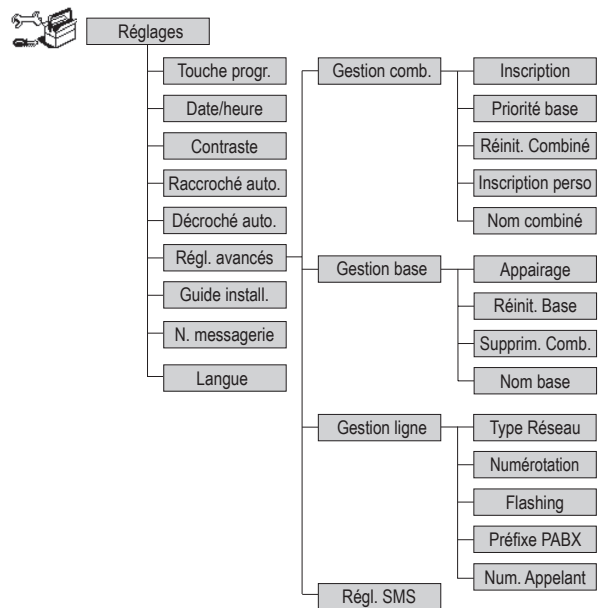 Réglages
Touche progr.
Date/heure
Contraste
Raccroché auto.
Décroché auto.
Régl. avancés
Guide install.
N. messagerie
Langue
Gestion comb.
Inscription
Priorité base
Réinit. Combiné
Inscription perso
Nom combiné
Gestion base
Appairage
Réinit. Base
Supprim. Comb.
Nom base
Gestion ligne
Type Réseau
Numérotation
Flashing
Préfixe PABX
Num. Appelant
Régl. SMS